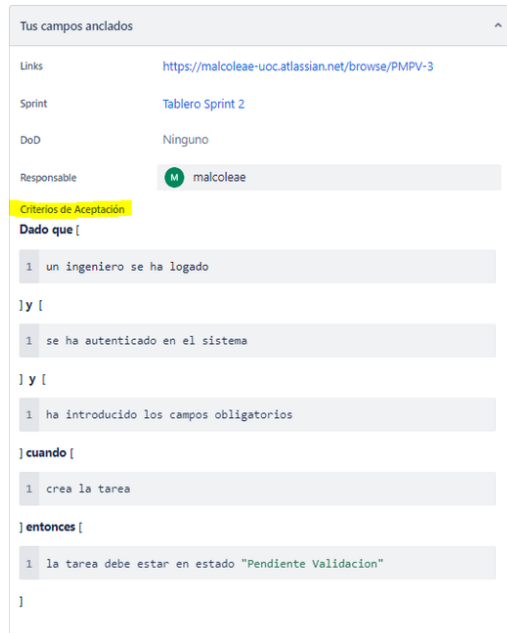 Tus campos anclados
Links https://malcoleae-uoc.atlassian.net/browse/PMPV-3
Sprint Tablero Sprint 2
DoD Ninguno
Responsable M malcoleae
Criterios de Aceptación
Dado que [
1 un ingeniero se ha logado
] y [
1 se ha autenticado en el sistema
] y [
1 ha introducido los campos obligatorios
] cuando [
1 crea la tarea
] entonces [
1 la tarea debe estar en estado "Pendiente Validacion"
]